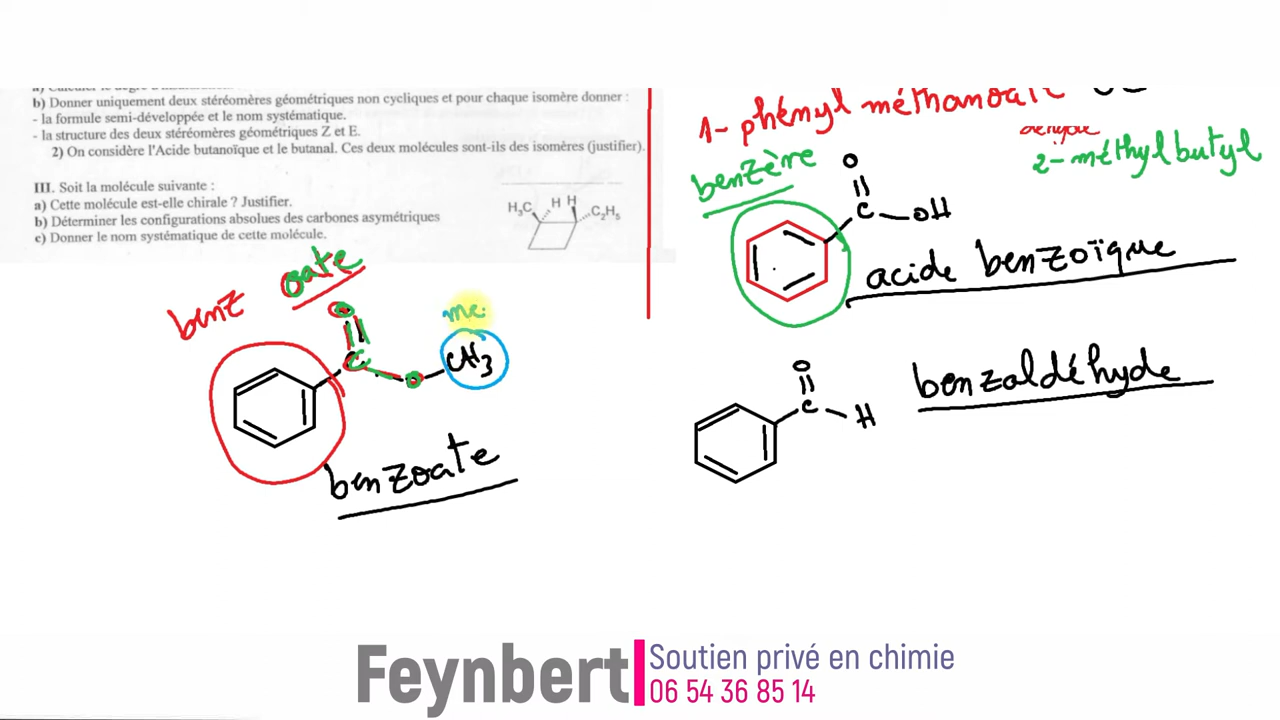 b) Donner uniquement deux stéréomères géométriques non cycliques et pour chaque isomère donner :
- la formule semi-développée et le nom systématique.
- la structure des deux stéréomères géométriques Z et E.
2) On considère l'Acide butanoïque et le butanal. Ces deux molécules sont-ils des isomères (justifier).
III. Soit la molécule suivante :
a) Cette molécule est-elle chirale ? Justifier.
b) Déterminer les configurations absolues des carbones asymétriques
c) Donner le nom systématique de cette molécule.
H₃C H H C₂H₅
benz oate
O
me
C O CH3
benzoate
1- phényl méthanoate
2- méthyl butyl
benzère
O
C OH
acide benzoïque
O
C H
benzaldéhyde
Feynbert
Soutien privé en chimie
06 54 36 85 14